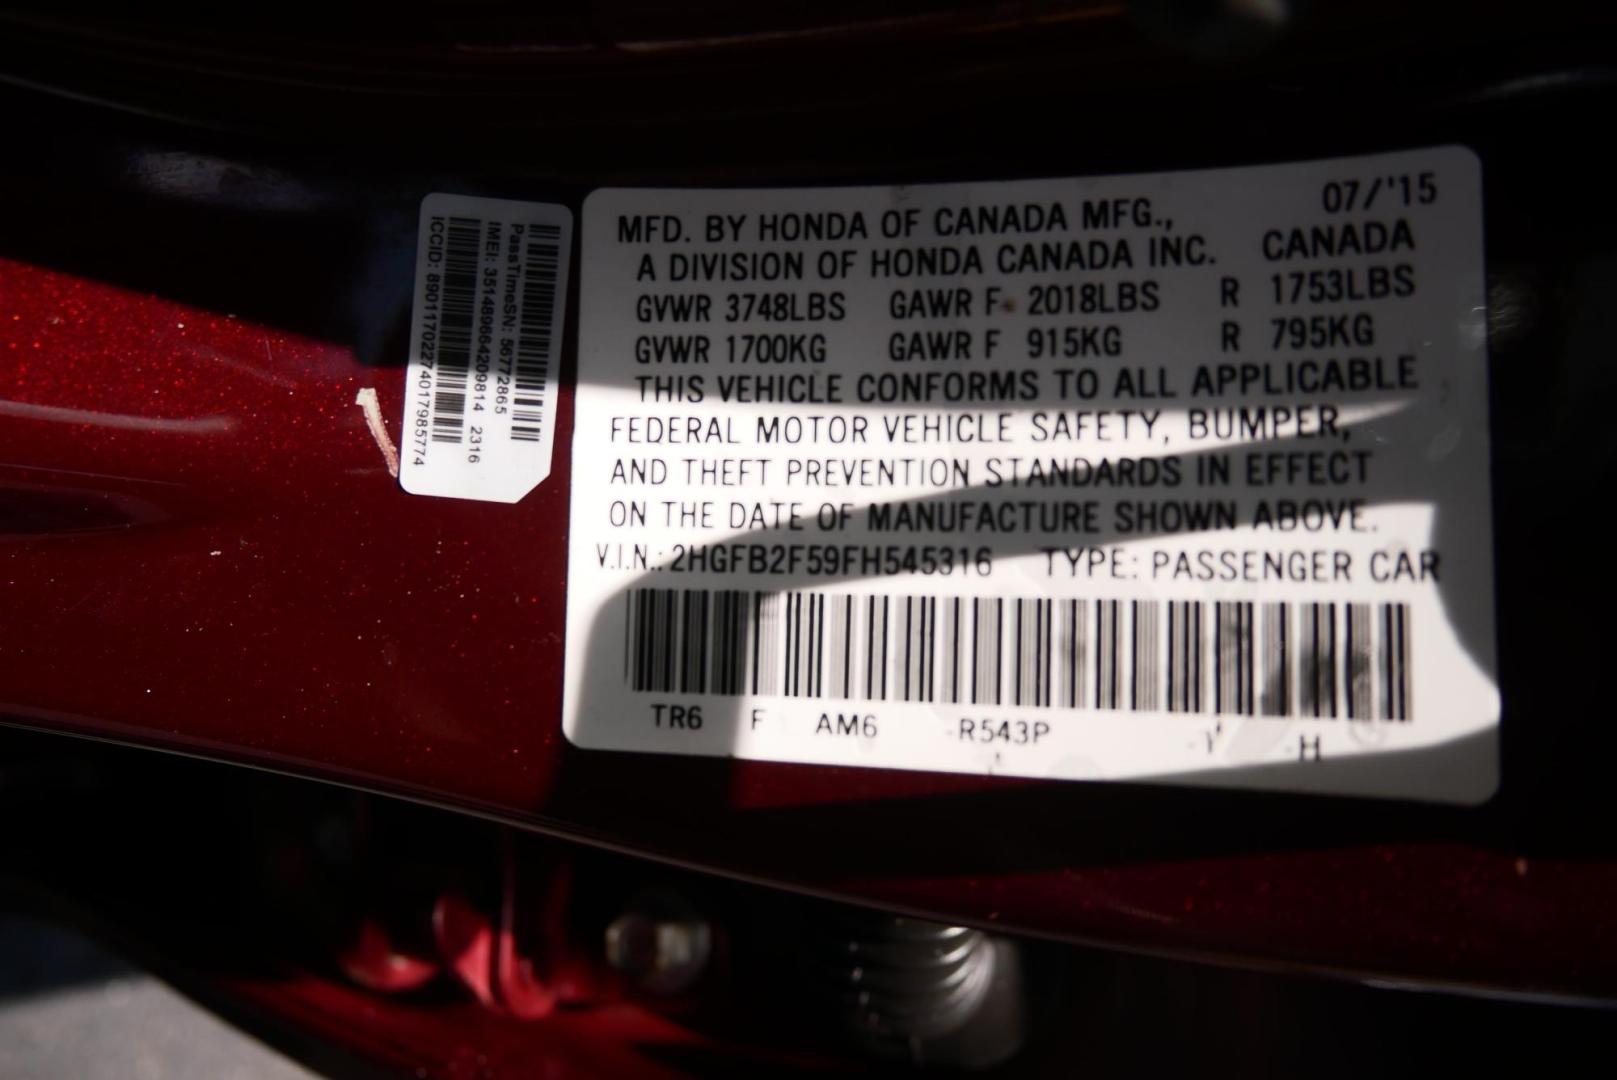 PassTimeSN: 56772865
IMEI: 351489664209814 2316
ICCID: 89011702274017985774
07/'15
MFD. BY HONDA OF CANADA MFG.,
A DIVISION OF HONDA CANADA INC. CANADA
GVWR 3748LBS GAWR F 2018LBS R 1753LBS
GVWR 1700KG GAWR F 915KG R 795KG
THIS VEHICLE CONFORMS TO ALL APPLICABLE
FEDERAL MOTOR VEHICLE SAFETY, BUMPER,
AND THEFT PREVENTION STANDARDS IN EFFECT
ON THE DATE OF MANUFACTURE SHOWN ABOVE.
V.I.N.: 2HGFB2F59FH545316 TYPE: PASSENGER CAR
TR6 F AM6 -R543P -1 -H